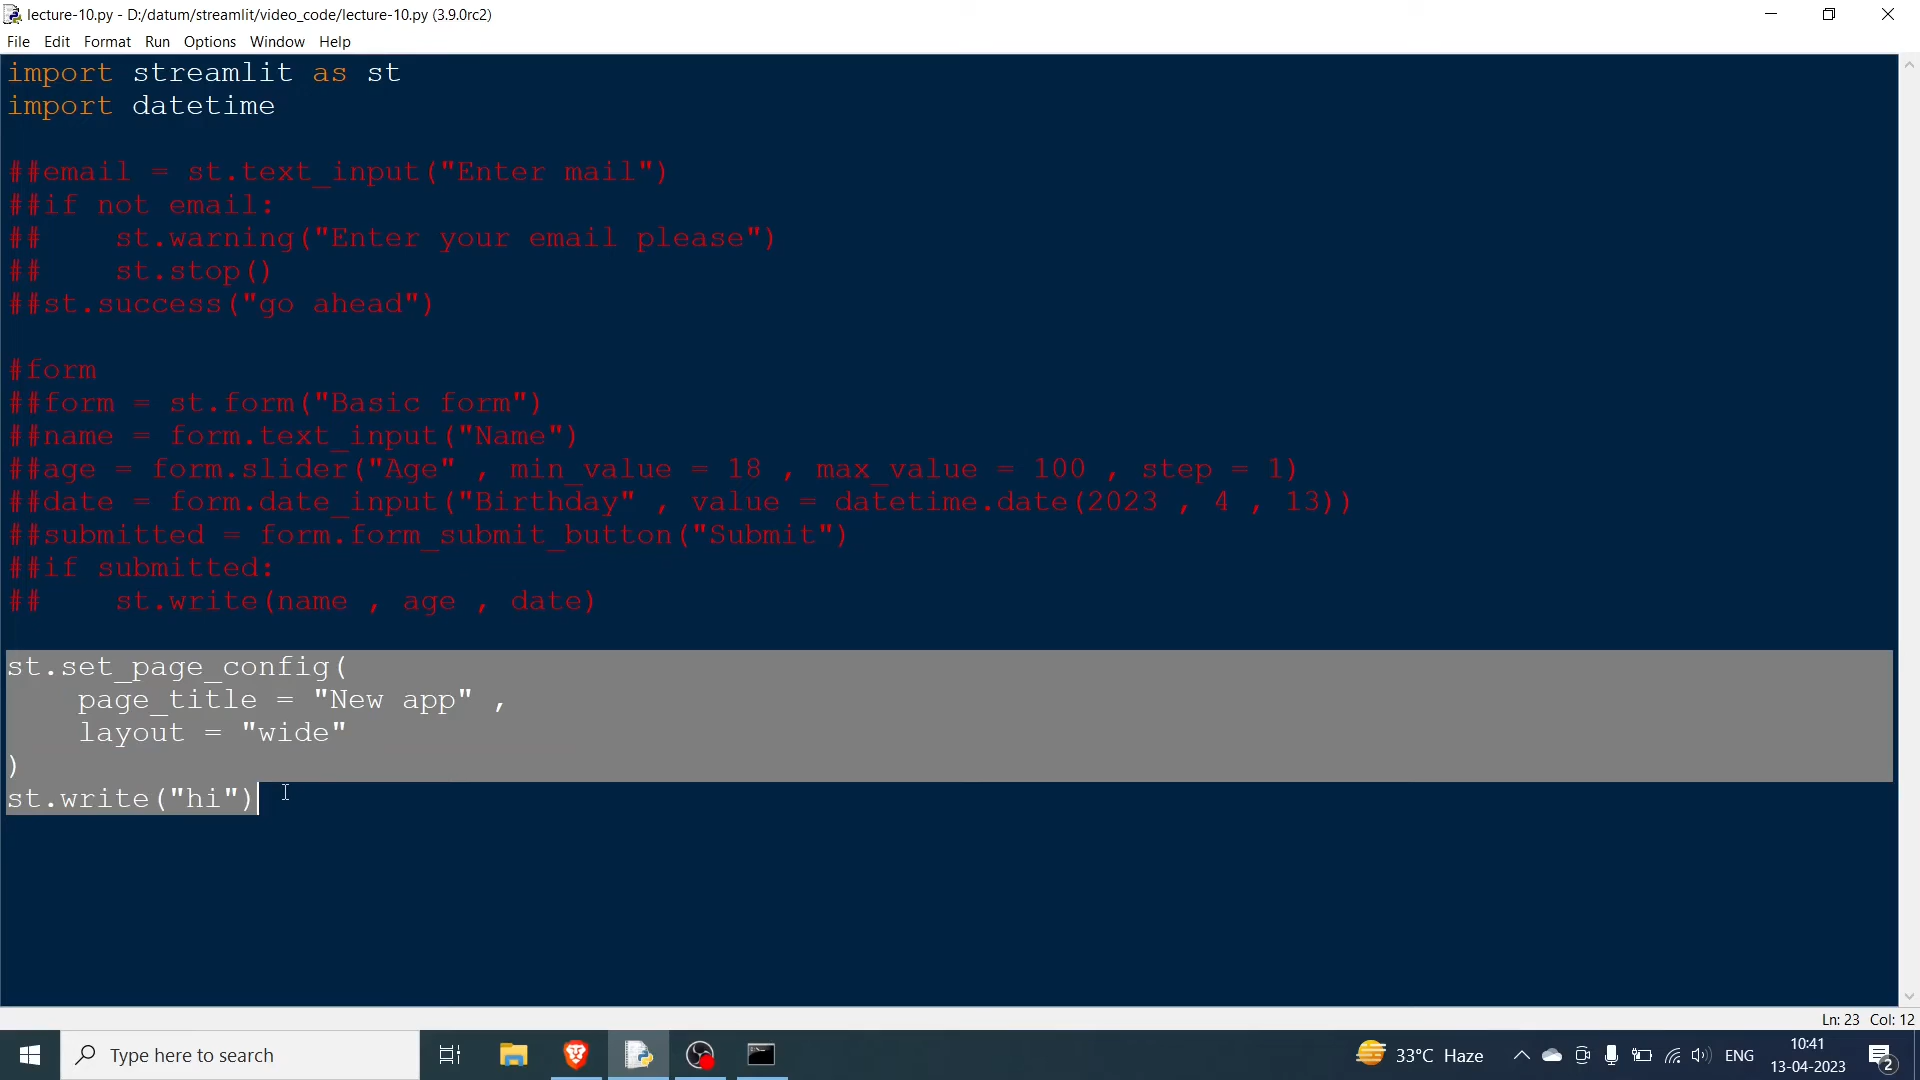 lecture-10.py - D:/datum/streamlit/video_code/lecture-10.py (3.9.0rc2)
File Edit Format Run Options Window Help
import streamlit as st
import datetime
##email = st.text_input("Enter mail")
##if not email:
##    st.warning("Enter your email please")
##    st.stop()
##st.success("go ahead")
#form
##form = st.form("Basic form")
##name = form.text_input("Name")
##age = form.slider("Age" , min_value = 18 , max_value = 100 , step = 1)
##date = form.date_input("Birthday" , value = datetime.date(2023 , 4 , 13))
##submitted = form.form_submit_button("Submit")
##if submitted:
##    st.write(name , age , date)
st.set_page_config(
    page_title = "New app" ,
    layout = "wide"
)
st.write("hi")
Ln: 23 Col: 12
Type here to search
33°C Haze
ENG
10:41
13-04-2023
2